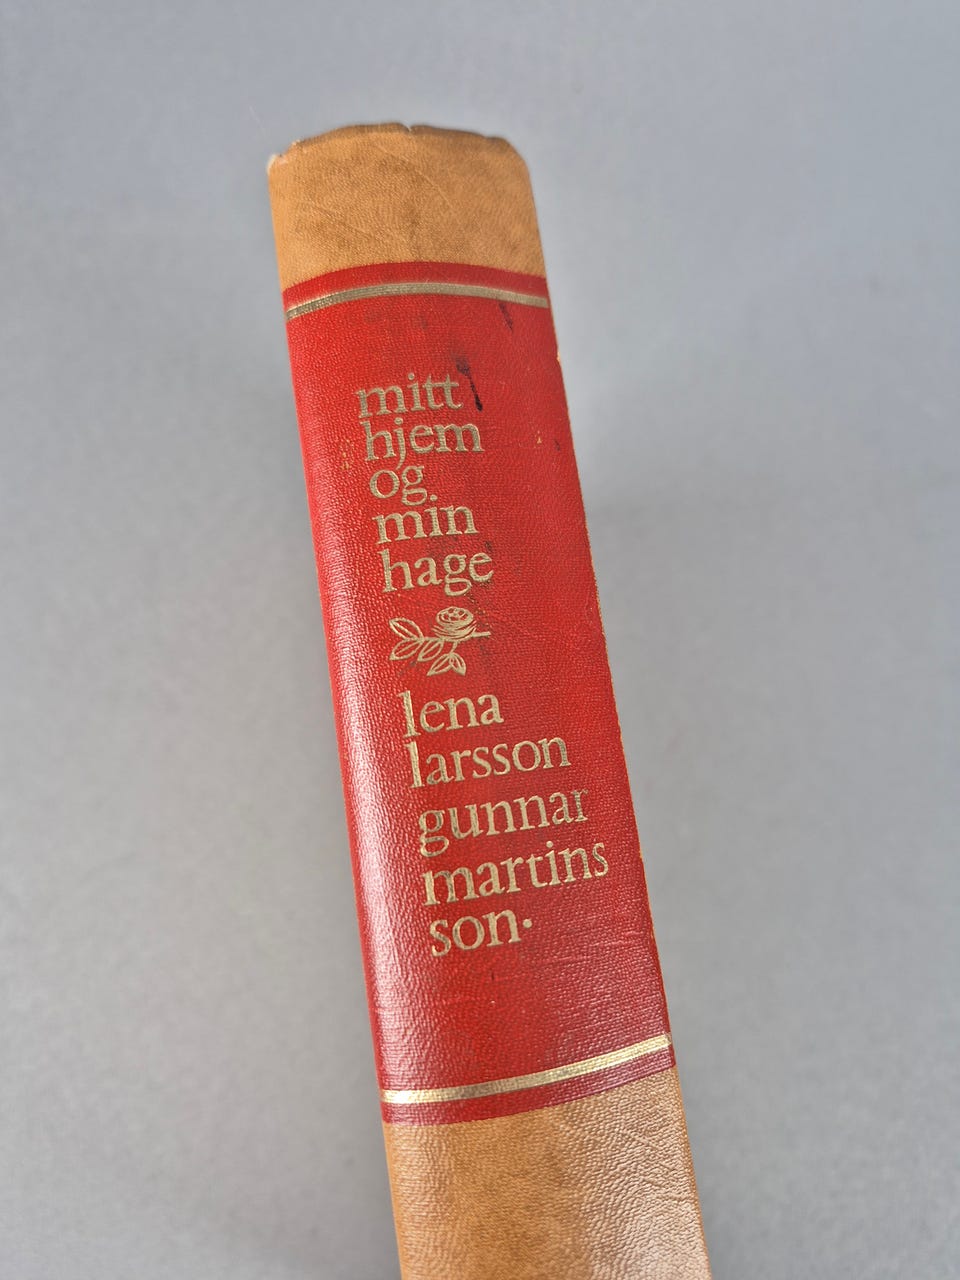 mitt
hjem
og
min
hage
lena
larsson
gunnar
martins
son·